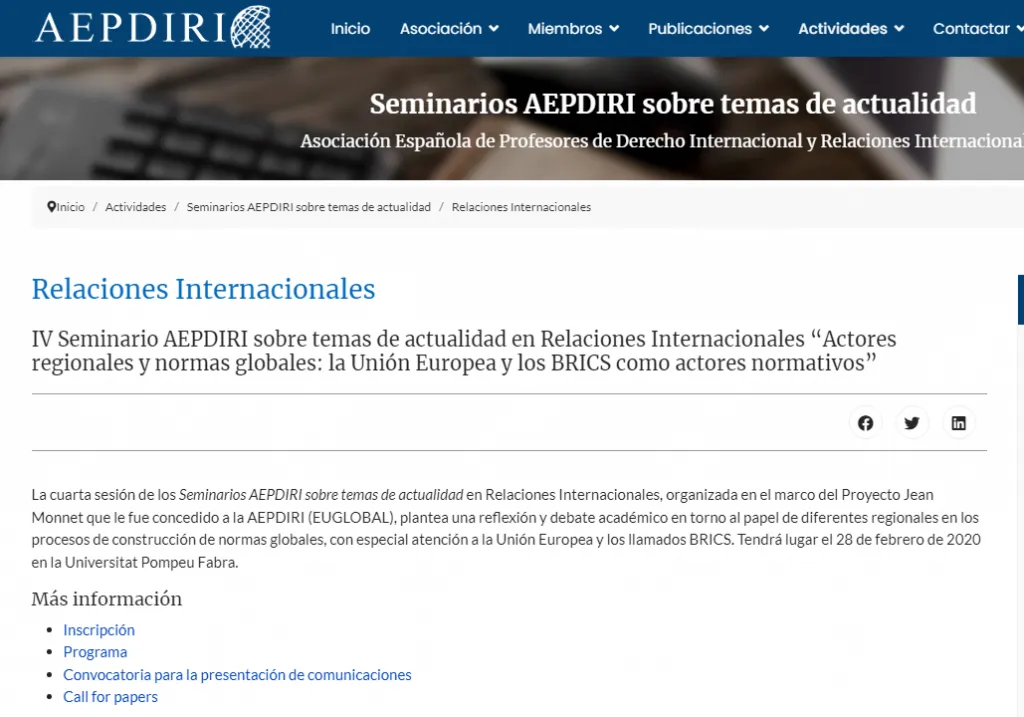 AEPDIRI
Inicio Asociación Miembros Publicaciones Actividades Contactar
Seminarios AEPDIRI sobre temas de actualidad
Asociación Española de Profesores de Derecho Internacional y Relaciones Internaciona
Inicio / Actividades / Seminarios AEPDIRI sobre temas de actualidad / Relaciones Internacionales
Relaciones Internacionales
IV Seminario AEPDIRI sobre temas de actualidad en Relaciones Internacionales “Actores
regionales y normas globales: la Unión Europea y los BRICS como actores normativos”
La cuarta sesión de los Seminarios AEPDIRI sobre temas de actualidad en Relaciones Internacionales, organizada en el marco del Proyecto Jean
Monnet que le fue concedido a la AEPDIRI (EUGLOBAL), plantea una reflexión y debate académico en torno al papel de diferentes regionales en los
procesos de construcción de normas globales, con especial atención a la Unión Europea y los llamados BRICS. Tendrá lugar el 28 de febrero de 2020
en la Universitat Pompeu Fabra.
Más información
Inscripción
Programa
Convocatoria para la presentación de comunicaciones
Call for papers